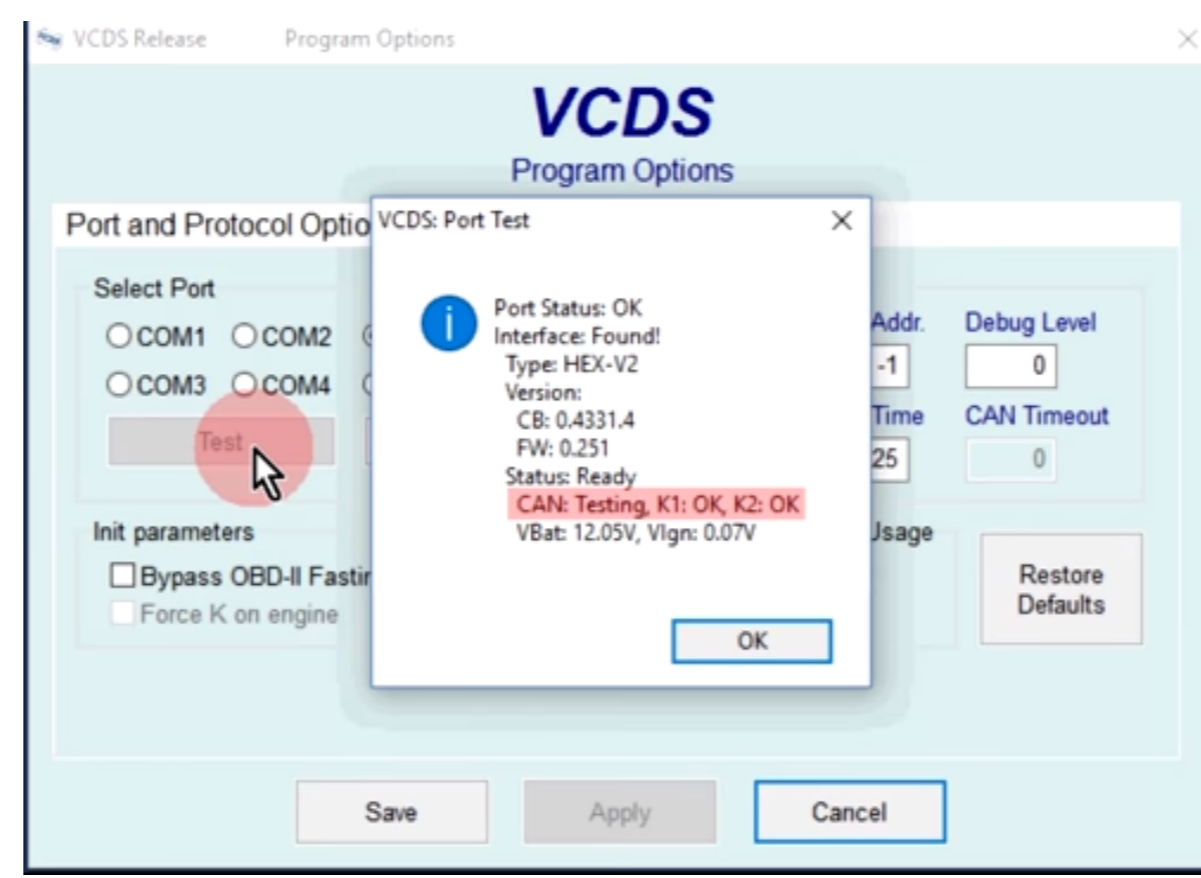 VCDS Release Program Options
VCDS
Program Options
Port and Protocol Optio
Select Port
COM1 COM2
COM3 COM4
Test
VCDS: Port Test
Port Status: OK
Interface: Found!
Type: HEX-V2
Version:
CB: 0.4331.4
FW: 0.251
Status: Ready
CAN: Testing, K1: OK, K2: OK
VBat: 12.05V, VIgn: 0.07V
OK
Addr. Debug Level
-1 0
Time CAN Timeout
25 0
Init parameters
Bypass OBD-II Fastin
Force K on engine
Usage
Restore
Defaults
Save Apply Cancel